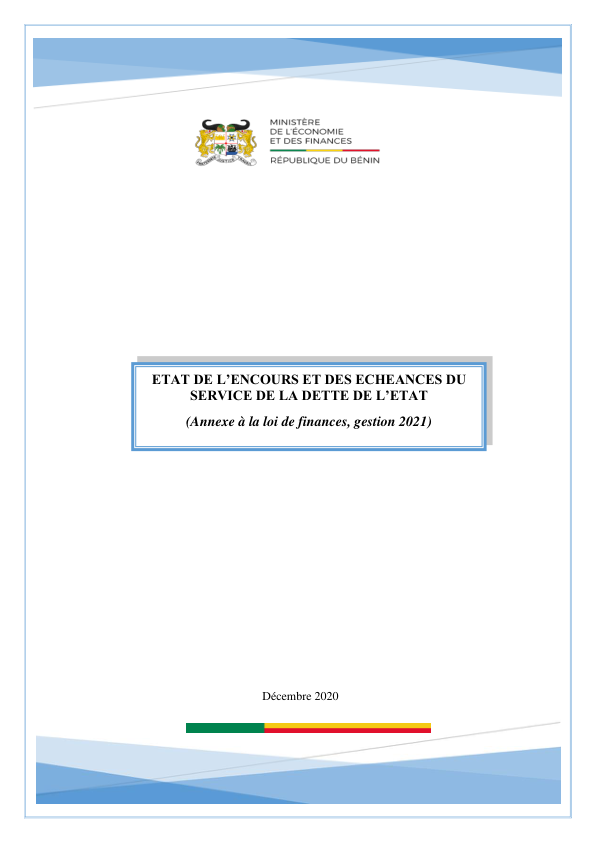 MINISTÈRE
DE L'ÉCONOMIE
ET DES FINANCES
RÉPUBLIQUE DU BÉNIN
ETAT DE L’ENCOURS ET DES ECHEANCES DU
SERVICE DE LA DETTE DE L’ETAT
(Annexe à la loi de finances, gestion 2021)
Décembre 2020